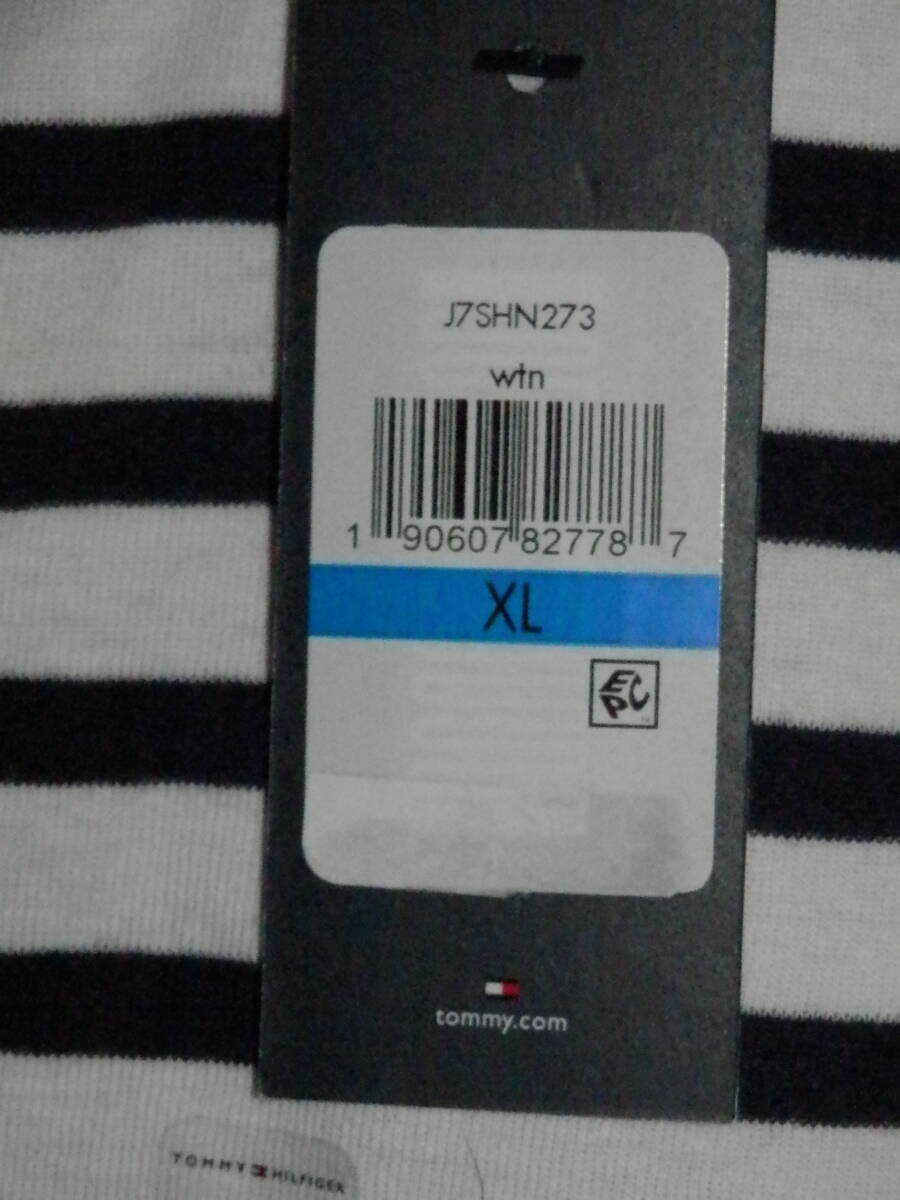 J7SHN273
wtn
1 90607 82778 7
XL
EPC
tommy.com
TOMMY HILFIGER